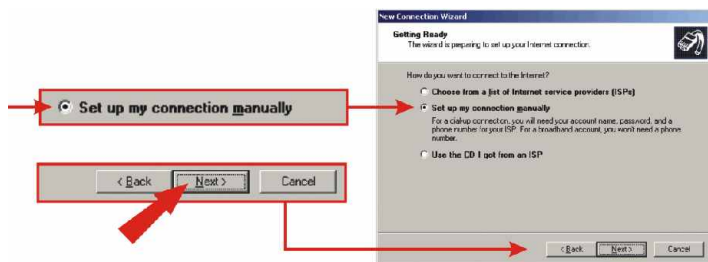 New Connection Wizard
Getting Ready
The wizard is preparing to set up your Internet connection.
How do you want to connect to the Internet?
Choose from a list of Internet service providers (ISPs)
Set up my connection manually
For a dial-up connection, you will need your account name, password, and a
phone number for your ISP. For a broadband account, you won't need a phone
number.
Use the CD I got from an ISP
< Back Next > Cancel
Set up my connection manually
< Back Next > Cancel